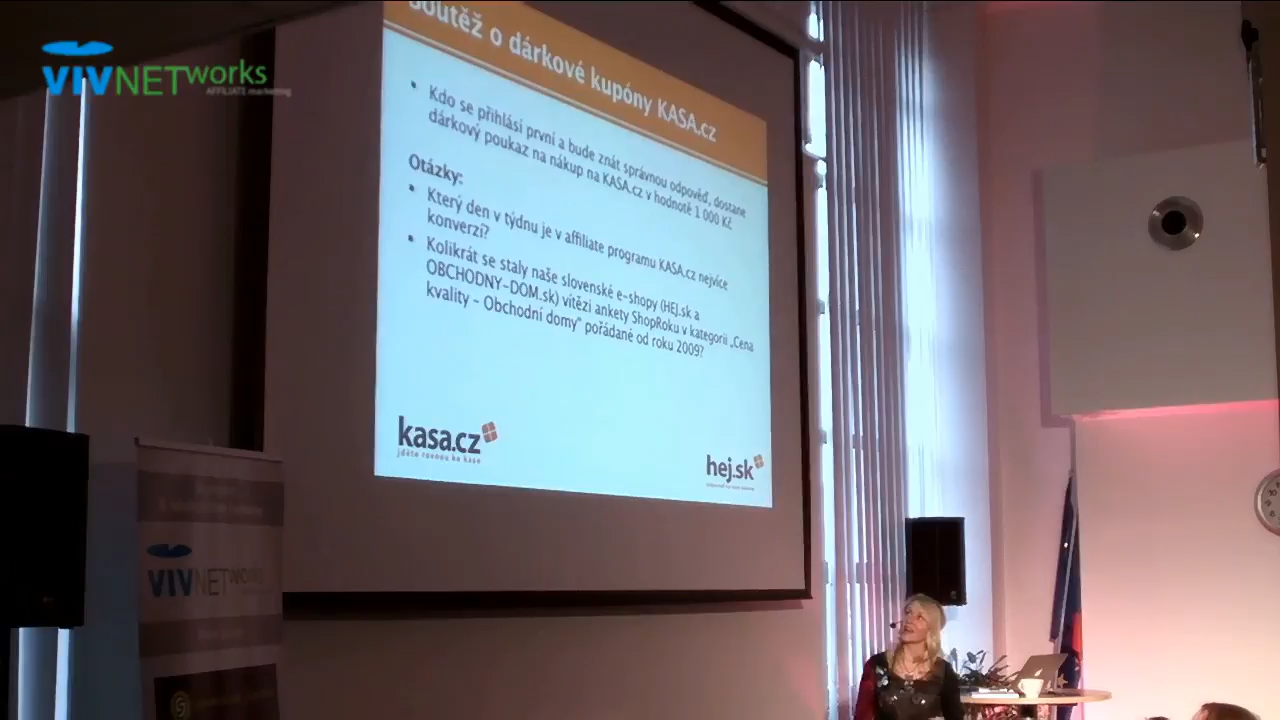 VIVNETworks
AFFILIATE marketing
Soutěž o dárkové kupóny KASA.cz
• Kdo se přihlásí první a bude znát správnou odpověď, dostane
dárkový poukaz na nákup na KASA.cz v hodnotě 1 000 Kč
Otázky:
• Který den v týdnu je v affiliate programu KASA.cz nejvíce
konverzí?
• Kolikrát se staly naše slovenské e-shopy (HEJ.sk a
OBCHODNY-DOM.sk) vítězi ankety ShopRoku v kategorii „Cena
kvality - Obchodní domy" pořádané od roku 2009?
kasa.cz
jděte rovnou ke kase
hej.sk
VIVNETworks